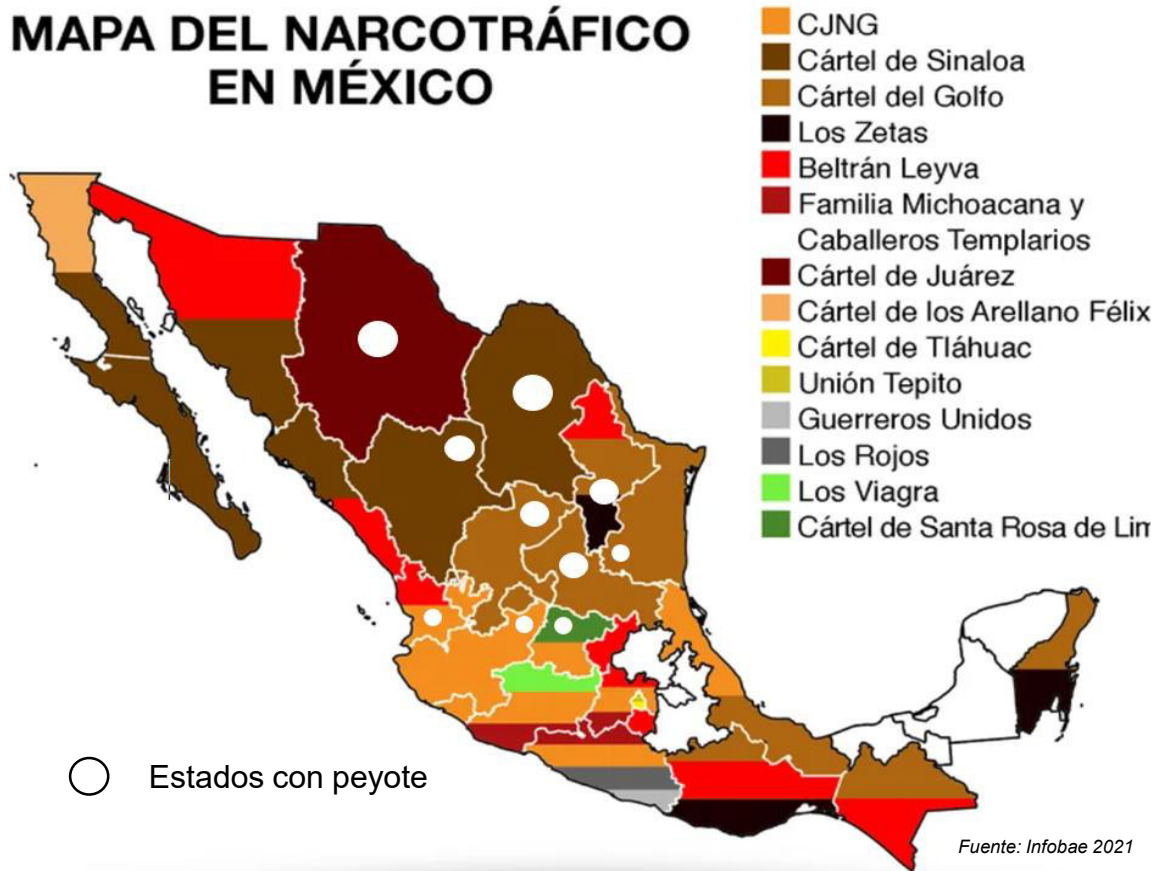 MAPA DEL NARCOTRÁFICO
EN MÉXICO
CJNG
Cártel de Sinaloa
Cártel del Golfo
Los Zetas
Beltrán Leyva
Familia Michoacana y
Caballeros Templarios
Cártel de Juárez
Cártel de los Arellano Félix
Cártel de Tláhuac
Unión Tepito
Guerreros Unidos
Los Rojos
Los Viagra
Cártel de Santa Rosa de Lim
Estados con peyote
Fuente: Infobae 2021